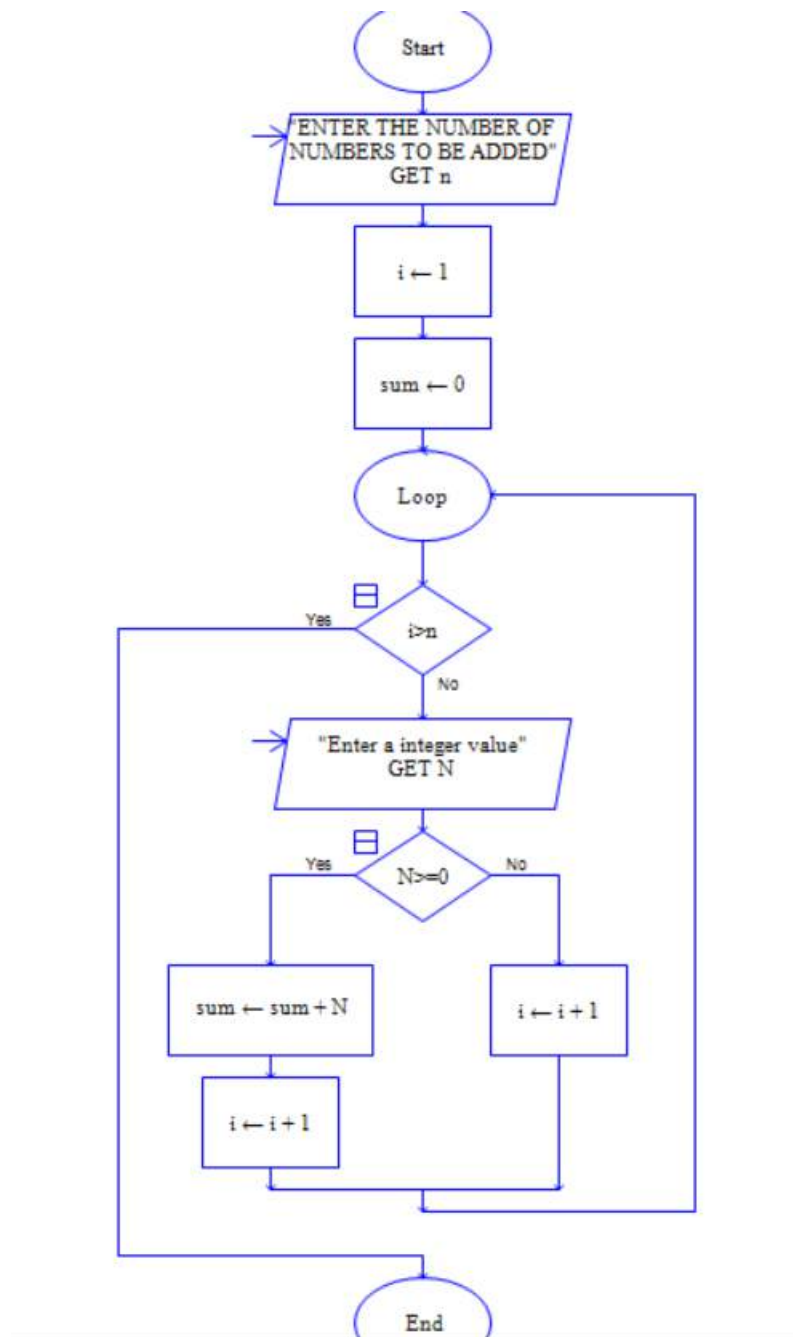 Start
"ENTER THE NUMBER OF
NUMBERS TO BE ADDED"
GET n
i ← 1
sum ← 0
Loop
Yes
i>n
No
"Enter a integer value"
GET N
Yes
N>=0
No
sum ← sum + N
i ← i + 1
i ← i + 1
End